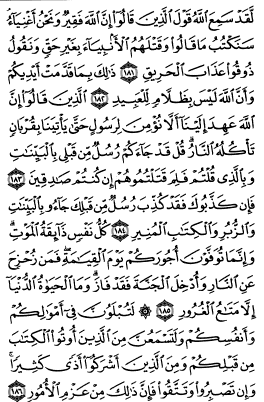 لَّقَدْ سَمِعَ ٱللَّهُ قَوْلَ ٱلَّذِينَ قَالُوٓا۟ إِنَّ ٱللَّهَ فَقِيرٌ وَنَحْنُ أَغْنِيَآءُ
سَنَكْتُبُ مَا قَالُوا۟ وَقَتْلَهُمُ ٱلْأَنۢبِيَآءَ بِغَيْرِ حَقٍّ وَنَقُولُ
ذُوقُوا۟ عَذَابَ ٱلْحَرِيقِ ١٨١ ذَٰلِكَ بِمَا قَدَّمَتْ أَيْدِيكُمْ
وَأَنَّ ٱللَّهَ لَيْسَ بِظَلَّامٍ لِّلْعَبِيدِ ١٨٢ ٱلَّذِينَ قَالُوٓا۟ إِنَّ
ٱللَّهَ عَهِدَ إِلَيْنَآ أَلَّا نُؤْمِنَ لِرَسُولٍ حَتَّىٰ يَأْتِيَنَا بِقُرْبَانٍ
تَأْكُلُهُ ٱلنَّارُ ۗ قُلْ قَدْ جَآءَكُمْ رُسُلٌ مِّن قَبْلِى بِٱلْبَيِّنَٰتِ
وَبِٱلَّذِى قُلْتُمْ فَلِمَ قَتَلْتُمُوهُمْ إِن كُنتُمْ صَٰدِقِينَ ١٨٣
فَإِن كَذَّبُوكَ فَقَدْ كُذِّبَ رُسُلٌ مِّن قَبْلِكَ جَآءُو بِٱلْبَيِّنَٰتِ
وَٱلزُّبُرِ وَٱلْكِتَٰبِ ٱلْمُنِيرِ ١٨٤ كُلُّ نَفْسٍ ذَآئِقَةُ ٱلْمَوْتِ ۗ
وَإِنَّمَا تُوَفَّوْنَ أُجُورَكُمْ يَوْمَ ٱلْقِيَٰمَةِ ۖ فَمَن زُحْزِحَ
عَنِ ٱلنَّارِ وَأُدْخِلَ ٱلْجَنَّةَ فَقَدْ فَازَ ۗ وَمَا ٱلْحَيَوٰةُ ٱلدُّنْيَآ
إِلَّا مَتَٰعُ ٱلْغُرُورِ ١٨٥ ۞ لَتُبْلَوُنَّ فِىٓ أَمْوَٰلِكُمْ
وَأَنفُسِكُمْ وَلَتَسْمَعُنَّ مِنَ ٱلَّذِينَ أُوتُوا۟ ٱلْكِتَٰبَ
مِن قَبْلِكُمْ وَمِنَ ٱلَّذِينَ أَشْرَكُوٓا۟ أَذًى كَثِيرًا ۚ
وَإِن تَصْبِرُوا۟ وَتَتَّقُوا۟ فَإِنَّ ذَٰلِكَ مِنْ عَزْمِ ٱلْأُمُورِ ١٨٦